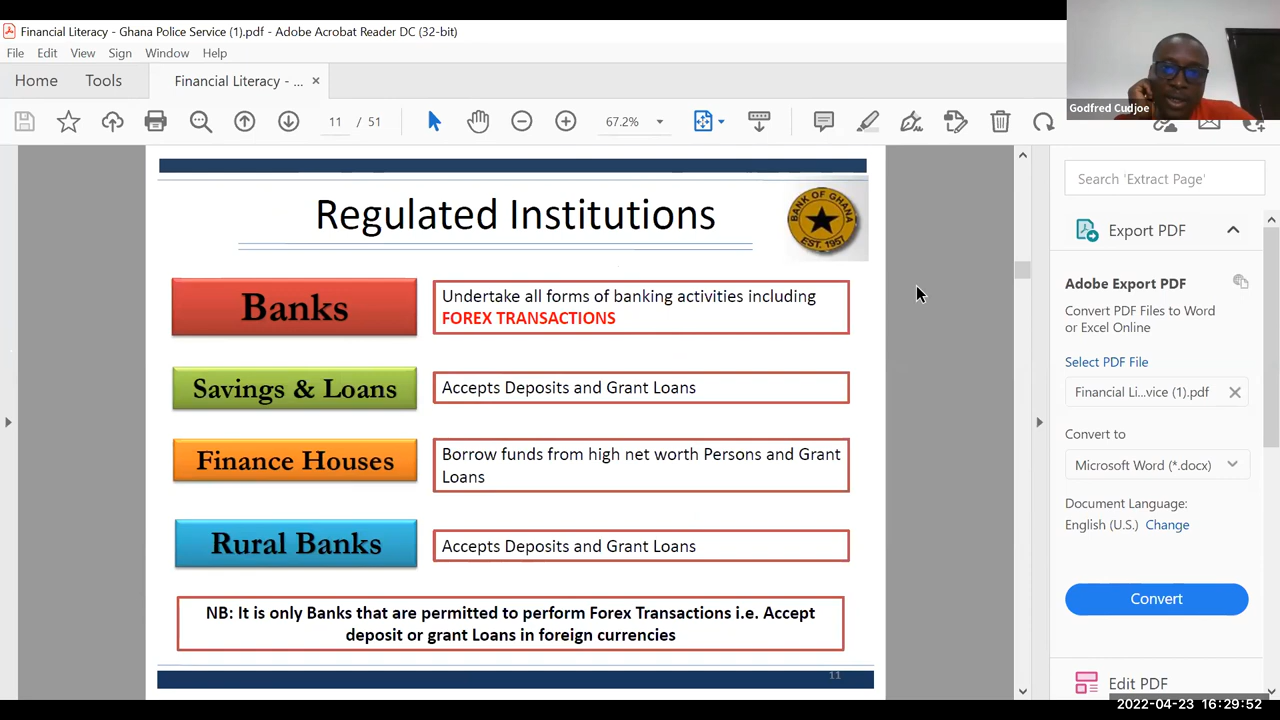 Financial Literacy - Ghana Police Service (1).pdf - Adobe Acrobat Reader DC (32-bit)
File Edit View Sign Window Help
Home Tools Financial Literacy - ... ×
11 / 51 67.2%
Godfred Cudjoe
Regulated Institutions
BANK OF GHANA
EST. 1957
Banks
Undertake all forms of banking activities including
FOREX TRANSACTIONS
Savings & Loans
Accepts Deposits and Grant Loans
Finance Houses
Borrow funds from high net worth Persons and Grant
Loans
Rural Banks
Accepts Deposits and Grant Loans
NB: It is only Banks that are permitted to perform Forex Transactions i.e. Accept
deposit or grant Loans in foreign currencies
11
Search 'Extract Page'
Export PDF
Adobe Export PDF
Convert PDF Files to Word
or Excel Online
Select PDF File
Financial Li...vice (1).pdf
Convert to
Microsoft Word (*.docx)
Document Language:
English (U.S.) Change
Convert
Edit PDF
2022-04-23 16:29:52